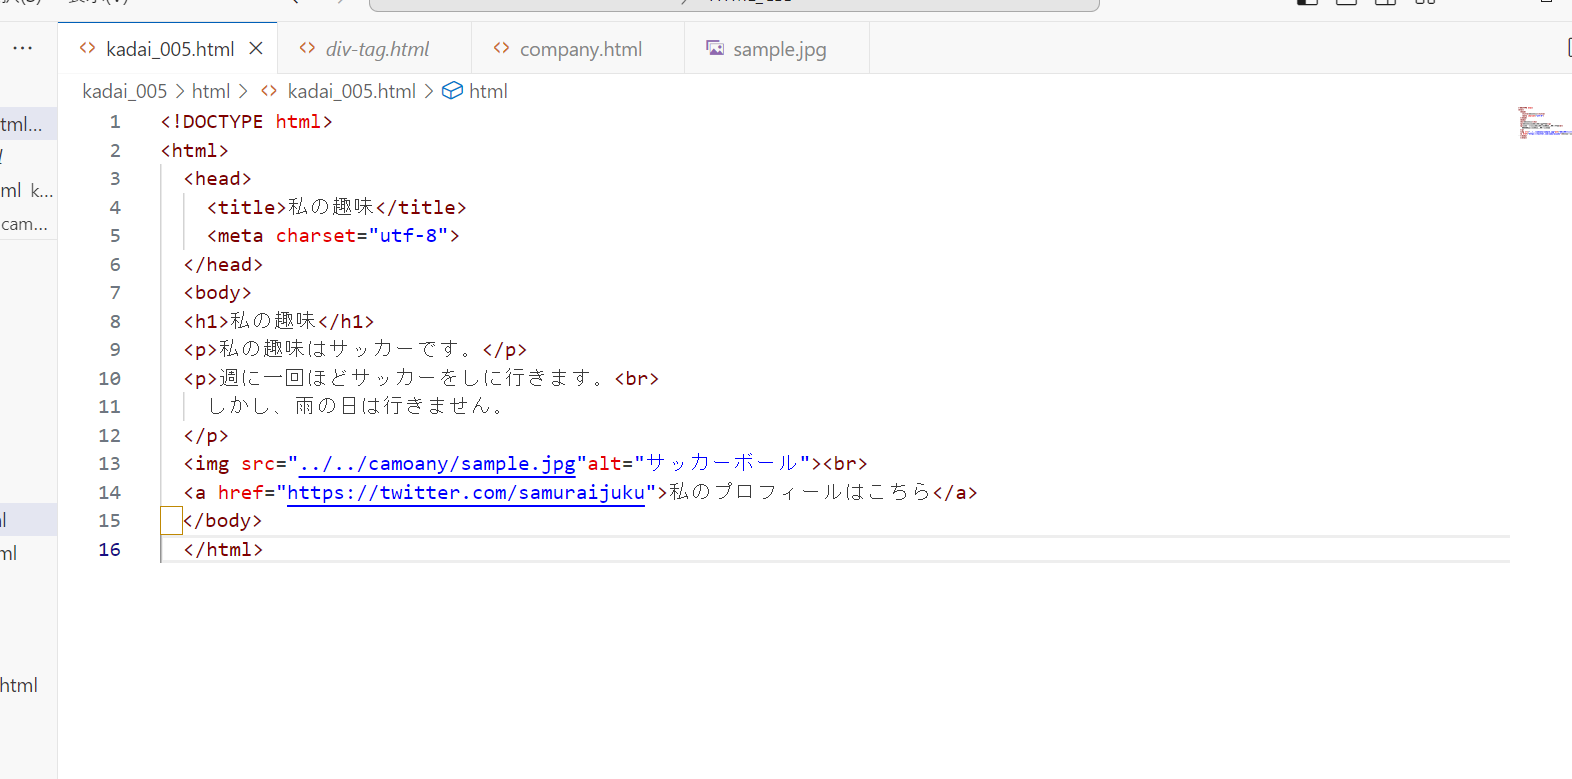 kadai_005.html
div-tag.html
company.html
sample.jpg
kadai_005 > html > kadai_005.html > html
tml...
ml k...
cam...
ml
html
1 <!DOCTYPE html>
2 <html>
3 <head>
4 <title>私の趣味</title>
5 <meta charset="utf-8">
6 </head>
7 <body>
8 <h1>私の趣味</h1>
9 <p>私の趣味はサッカーです。</p>
10 <p>週に一回ほどサッカーをしに行きます。<br>
11 しかし、雨の日は行きません。
12 </p>
13 <img src="../../camoany/sample.jpg"alt="サッカーボール"><br>
14 <a href="https://twitter.com/samuraijuku">私のプロフィールはこちら</a>
15 </body>
16 </html>